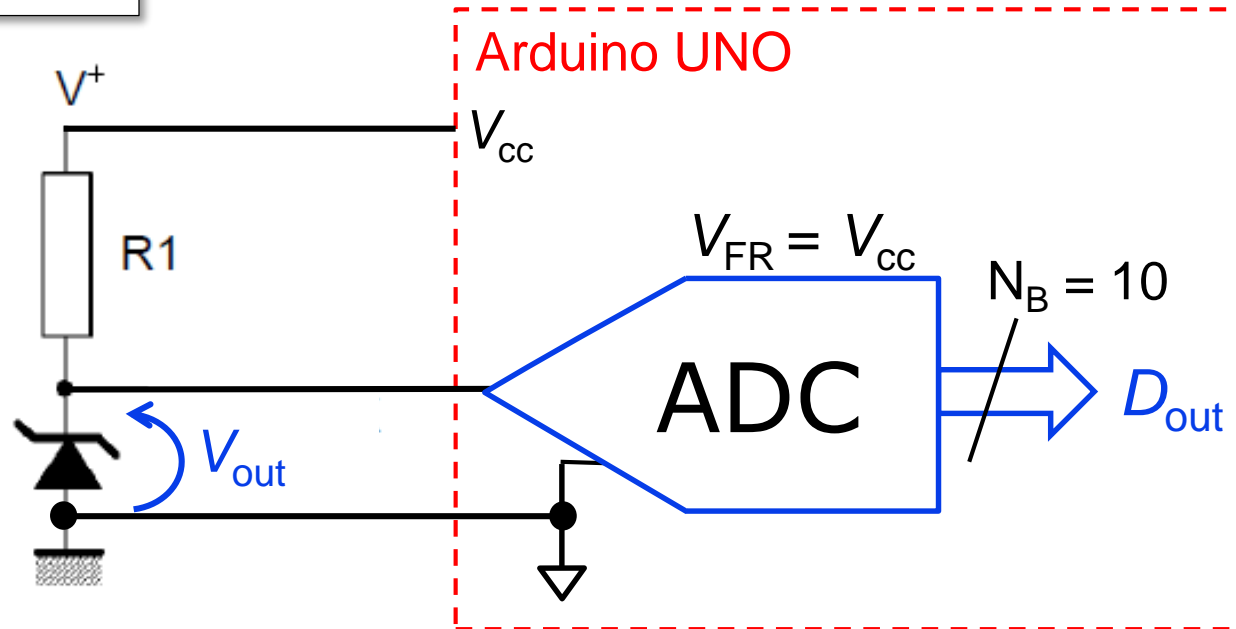 Arduino UNO
V⁺
Vcc
R1
VFR = Vcc
NB = 10
ADC
Dout
Vout